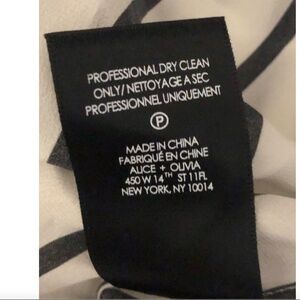 PROFESSIONAL DRY CLEAN
ONLY/ NETTOYAGE A SEC
PROFESSIONNEL UNIQUEMENT
P
MADE IN CHINA
FABRIQUÉ EN CHINE
ALICE + OLIVIA
450 W 14TH ST 11FL.
NEW YORK, NY 10014